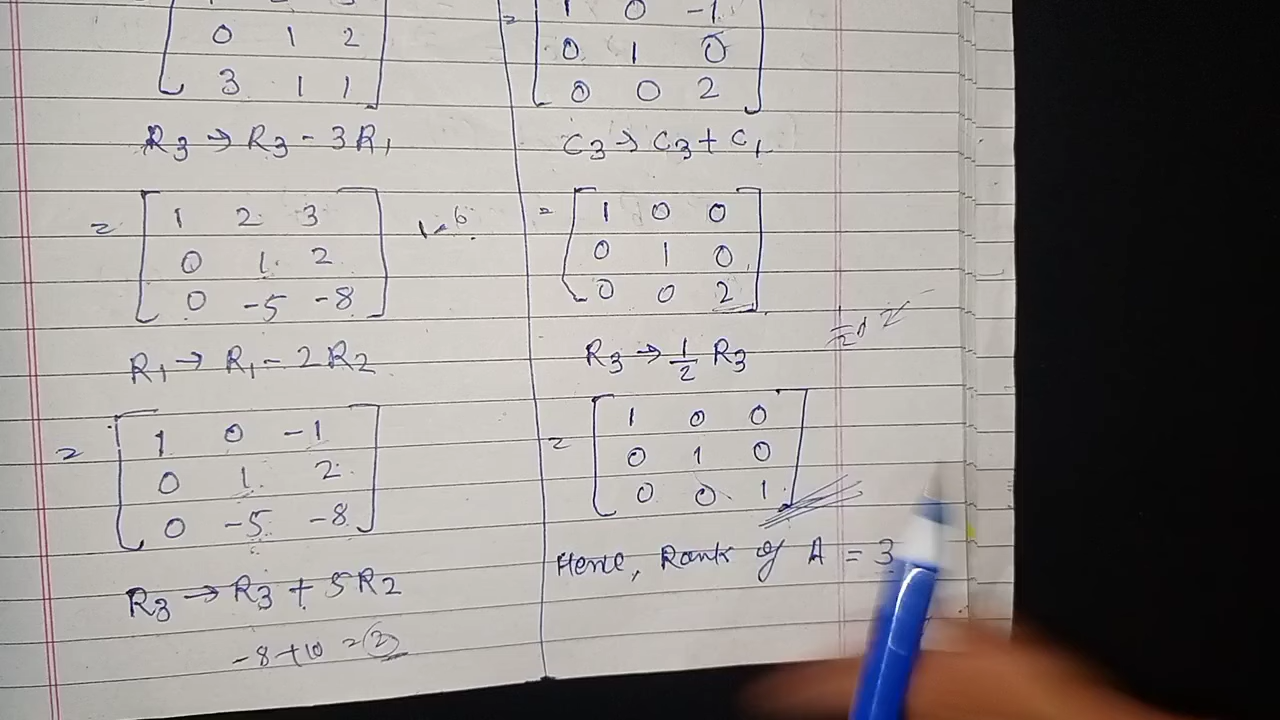 0 1 2
3 1 1
R3 → R3 - 3R1
= 1 2 3
0 1 2
0 -5 -8
1-6
R1 → R1 - 2R2
= 1 0 -1
0 1 2
0 -5 -8
R3 → R3 + 5R2
-8+10 = 2
= 1 0 -1
0 1 0
0 0 2
C3 → C3 + C1
= 1 0 0
0 1 0
0 0 2
R3 → 1/2 R3
= 1 0 0
0 1 0
0 0 1
Hence, Rank of A = 3